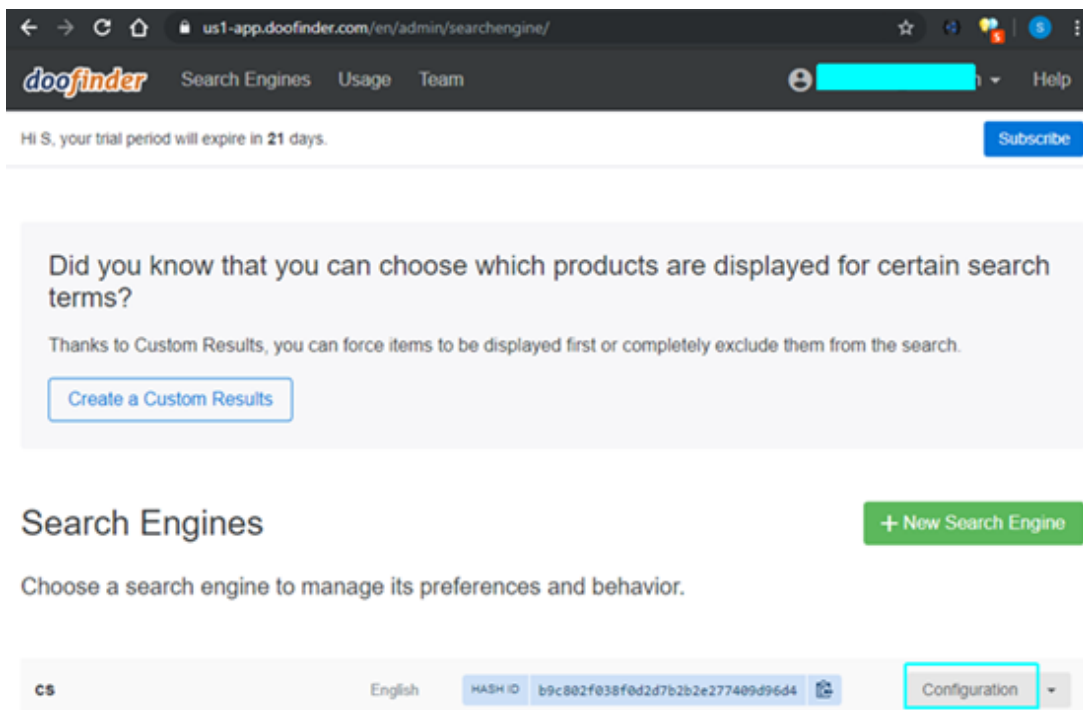 us1-app.doofinder.com/en/admin/searchengine/
S
S
doofinder Search Engines Usage Team Help
Hi S, your trial period will expire in 21 days. Subscribe
Did you know that you can choose which products are displayed for certain search
terms?
Thanks to Custom Results, you can force items to be displayed first or completely exclude them from the search.
Create a Custom Results
Search Engines
+ New Search Engine
Choose a search engine to manage its preferences and behavior.
cs English HASH ID b9c802f038f0d2d7b2b2e277409d96d4 Configuration